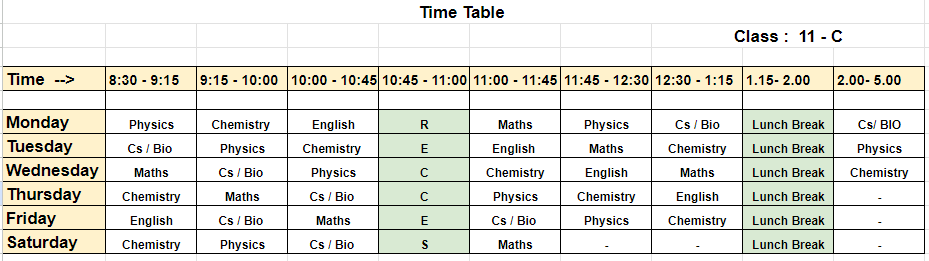 Time Table
Class : 11 - C
Time --> 8:30 - 9:15 9:15 - 10:00 10:00 - 10:45 10:45 - 11:00 11:00 - 11:45 11:45 - 12:30 12:30 - 1:15 1.15- 2.00 2.00- 5.00
Monday Physics Chemistry English R Maths Physics Cs / Bio Lunch Break Cs/ BIO
Tuesday Cs / Bio Physics Chemistry E English Maths Chemistry Lunch Break Physics
Wednesday Maths Cs / Bio Physics C Chemistry English Maths Lunch Break Chemistry
Thursday Chemistry Maths Cs / Bio C Physics Chemistry English Lunch Break -
Friday English Cs / Bio Maths E Cs / Bio Physics Chemistry Lunch Break -
Saturday Chemistry Physics Cs / Bio S Maths - - Lunch Break -